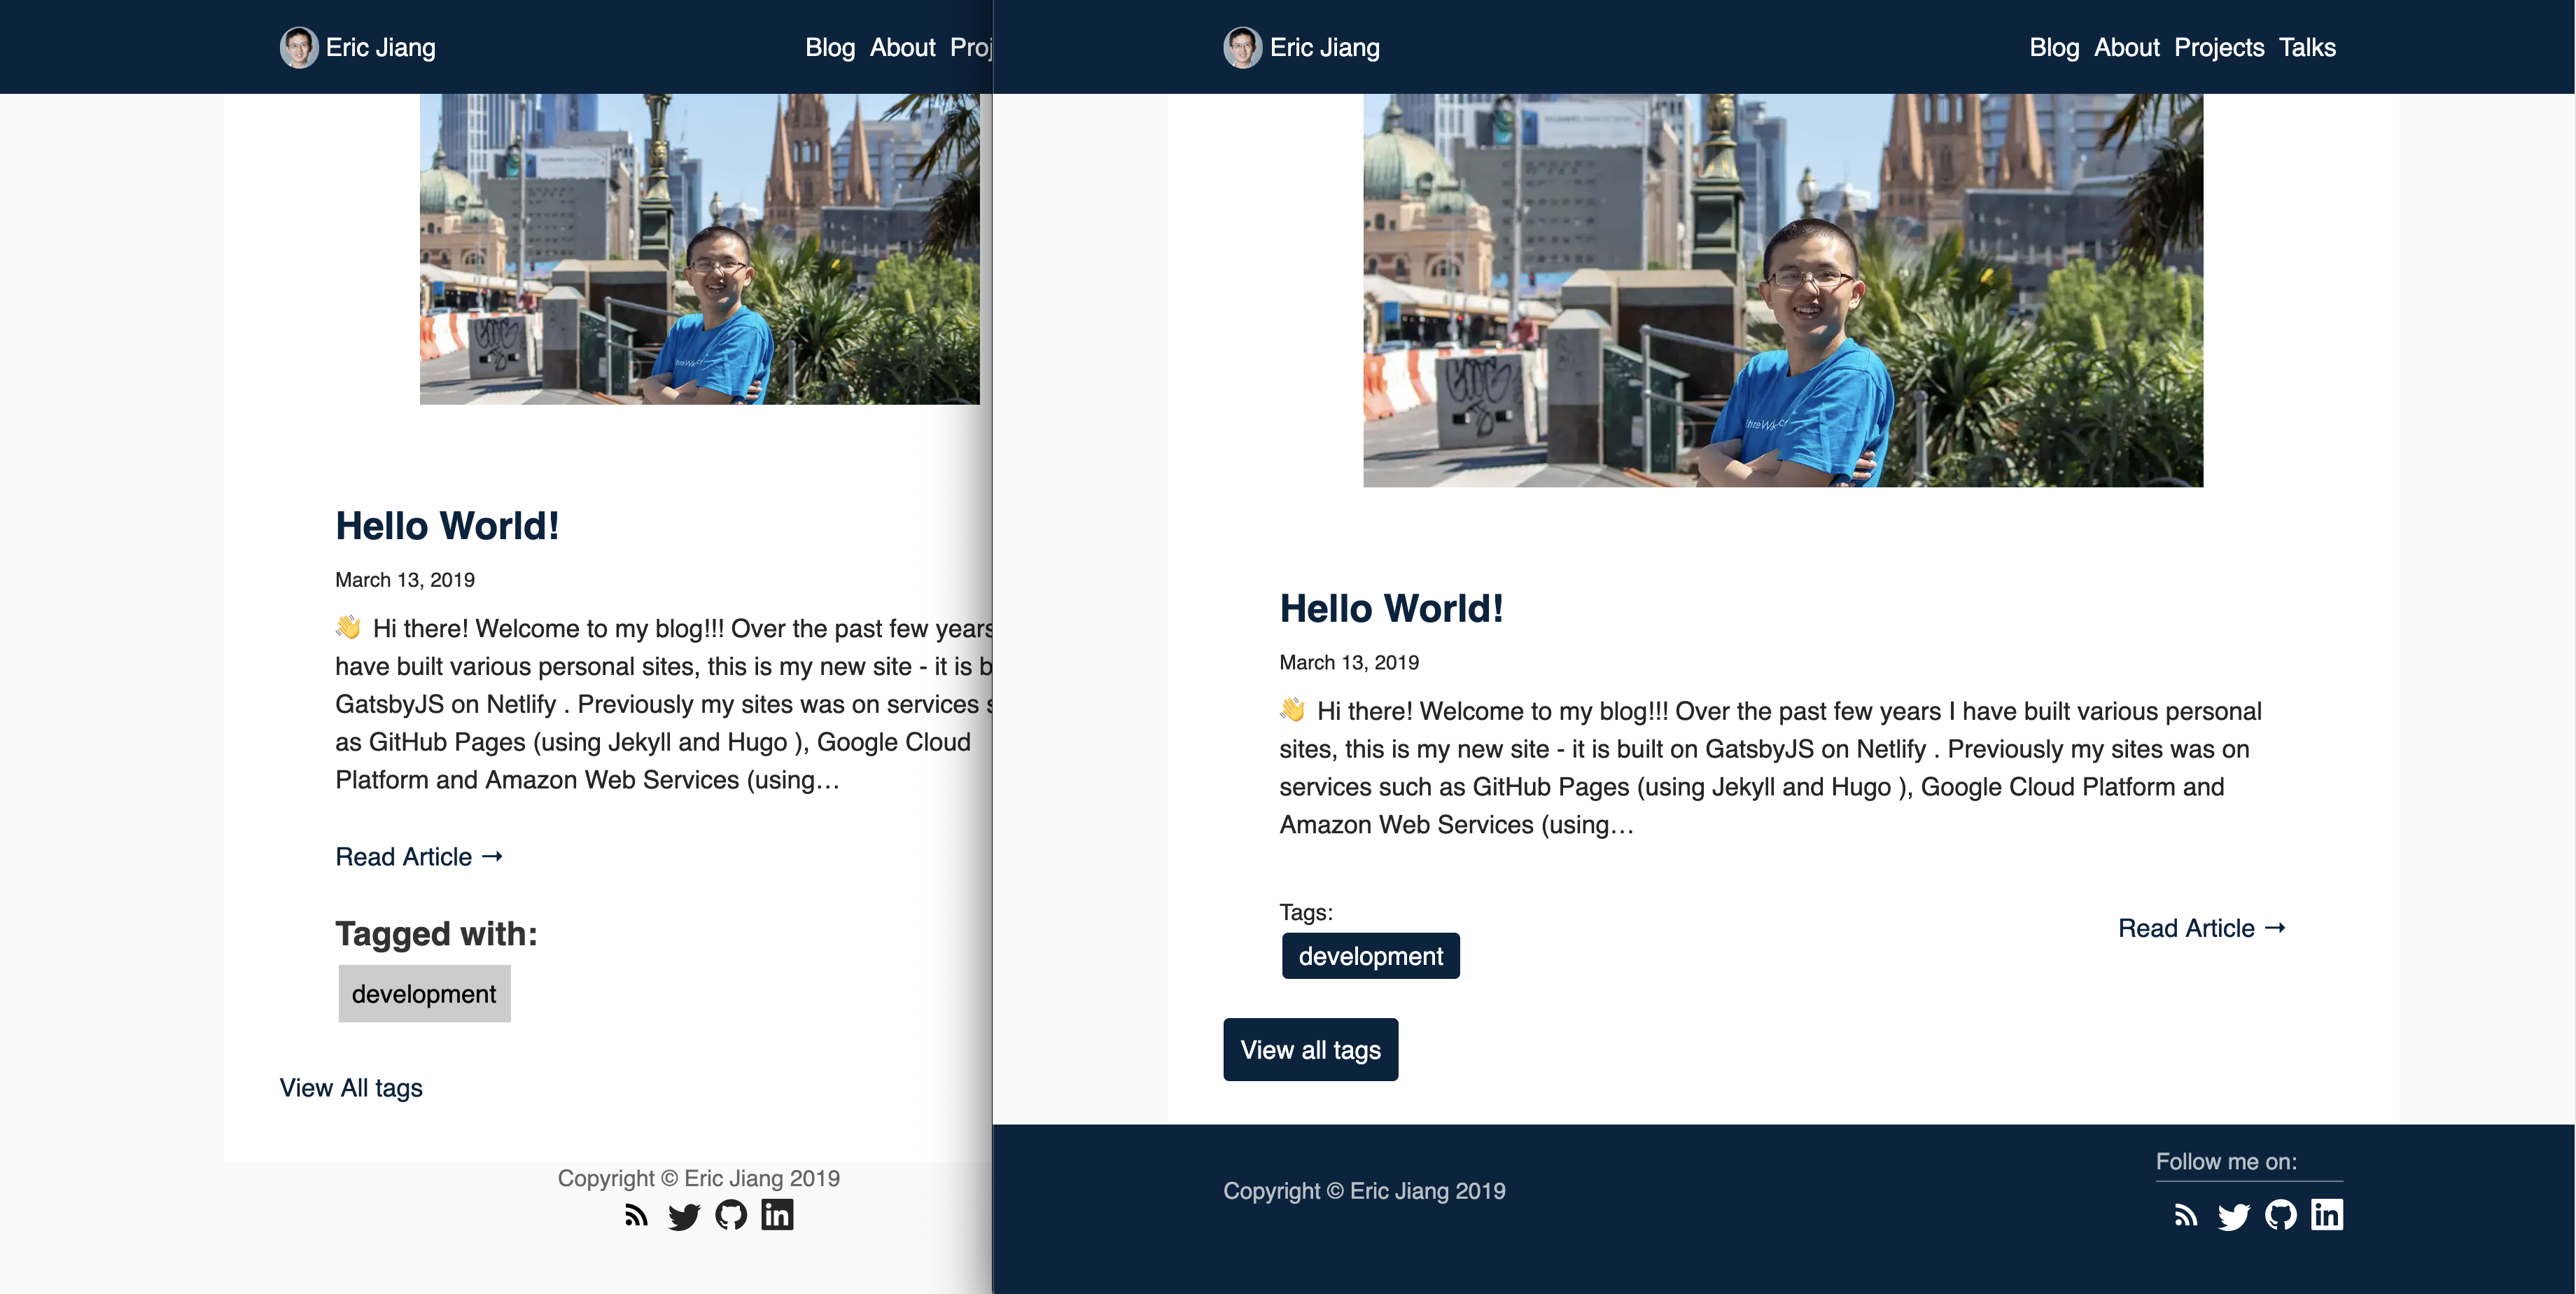 Eric Jiang
Blog About Proj
Hello World!
March 13, 2019
👋 Hi there! Welcome to my blog!!! Over the past few years
have built various personal sites, this is my new site - it is b
GatsbyJS on Netlify . Previously my sites was on services s
as GitHub Pages (using Jekyll and Hugo ), Google Cloud
Platform and Amazon Web Services (using…
Read Article →
Tagged with:
development
View All tags
Copyright © Eric Jiang 2019
in
Eric Jiang
Blog About Projects Talks
Hello World!
March 13, 2019
👋 Hi there! Welcome to my blog!!! Over the past few years I have built various personal
sites, this is my new site - it is built on GatsbyJS on Netlify . Previously my sites was on
services such as GitHub Pages (using Jekyll and Hugo ), Google Cloud Platform and
Amazon Web Services (using…
Tags:
development
Read Article →
View all tags
Copyright © Eric Jiang 2019
Follow me on:
in